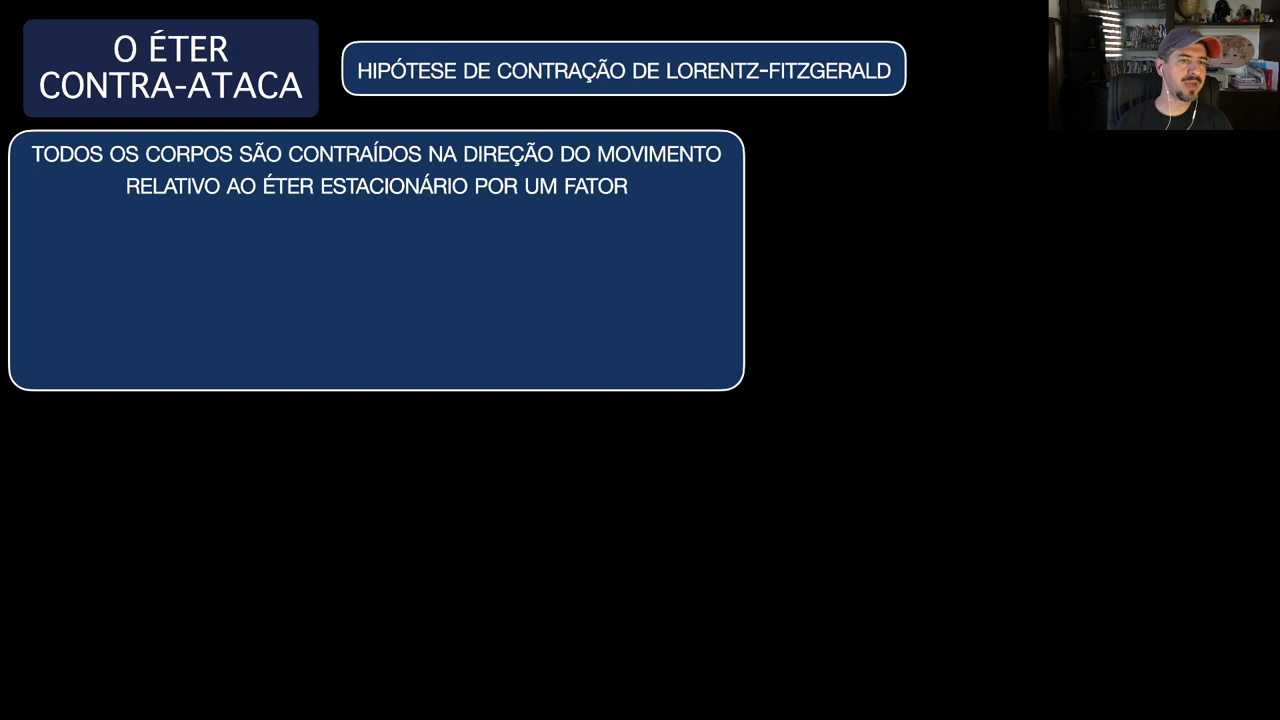 O ÉTER
CONTRA-ATACA
HIPÓTESE DE CONTRAÇÃO DE LORENTZ-FITZGERALD
TODOS OS CORPOS SÃO CONTRAÍDOS NA DIREÇÃO DO MOVIMENTO
RELATIVO AO ÉTER ESTACIONÁRIO POR UM FATOR